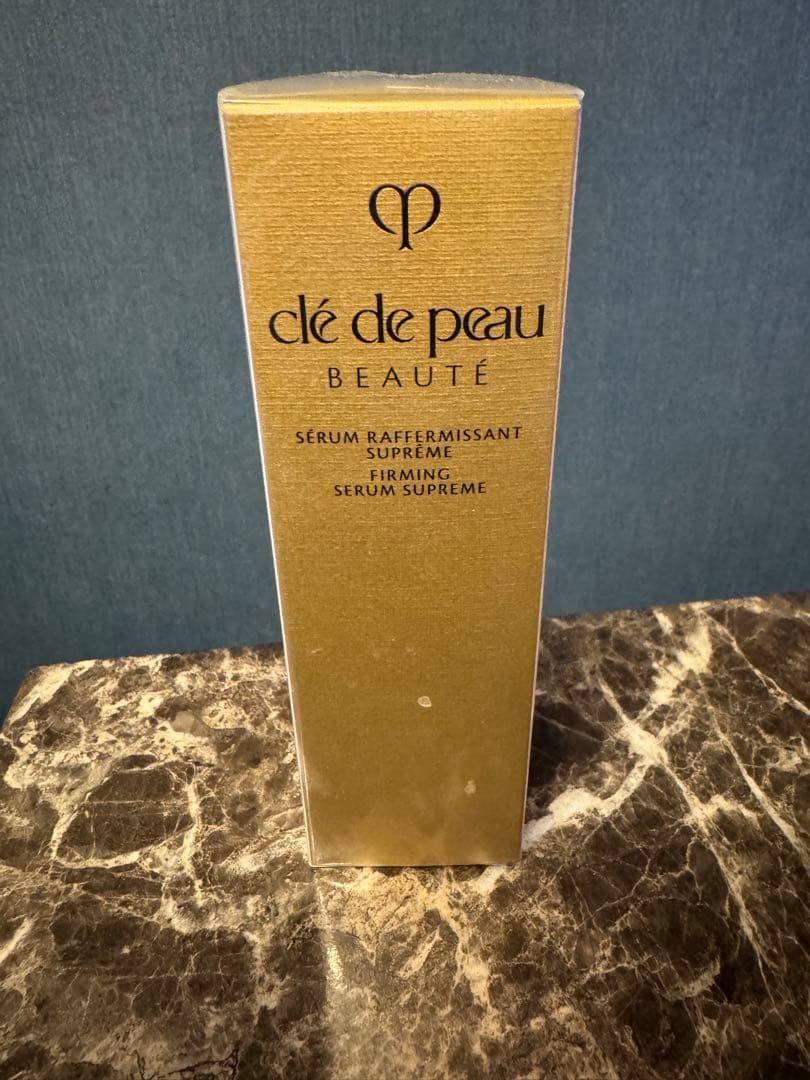 clé de peau
BEAUTÉ
SÉRUM RAFFERMISSANT
SUPRÊME
FIRMING
SERUM SUPREME